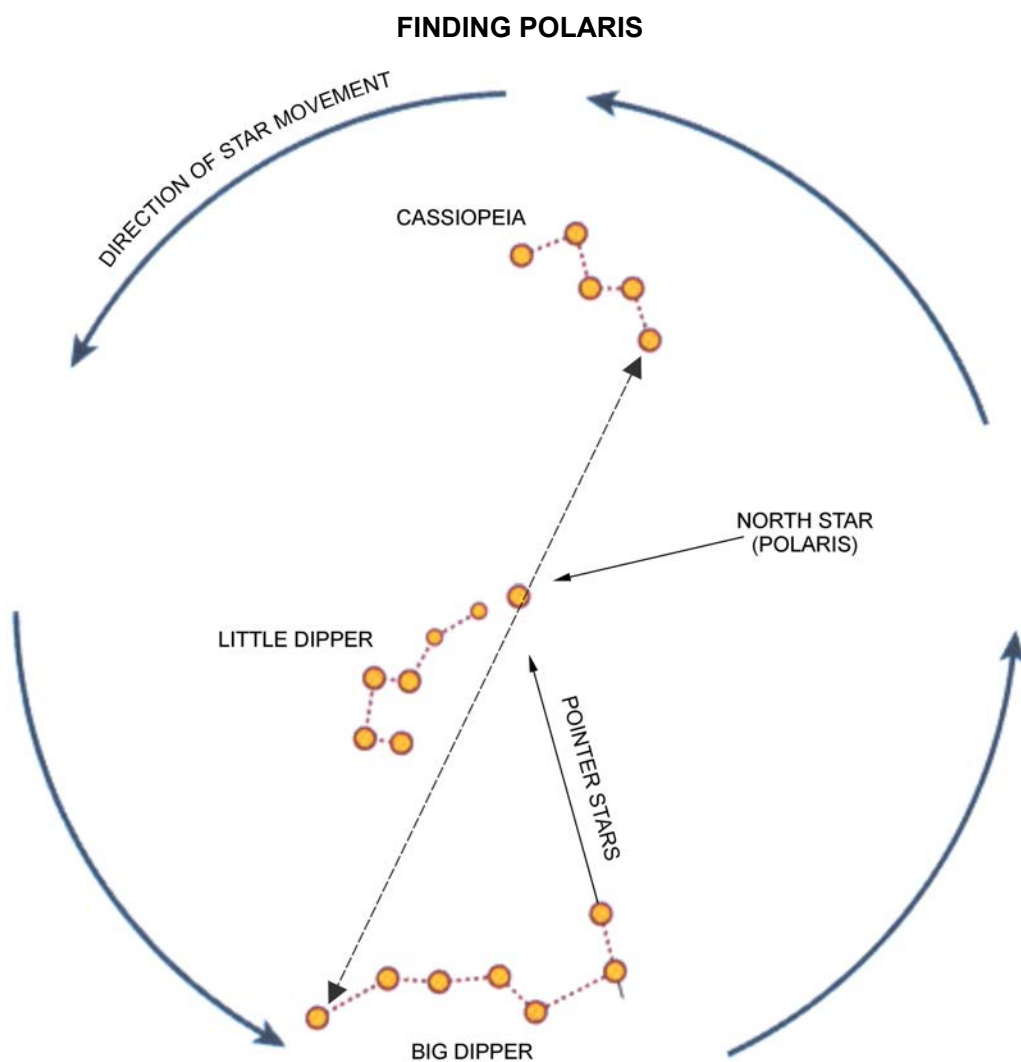 FINDING POLARIS
DIRECTION OF STAR MOVEMENT
CASSIOPEIA
NORTH STAR
(POLARIS)
LITTLE DIPPER
POINTER STARS
BIG DIPPER